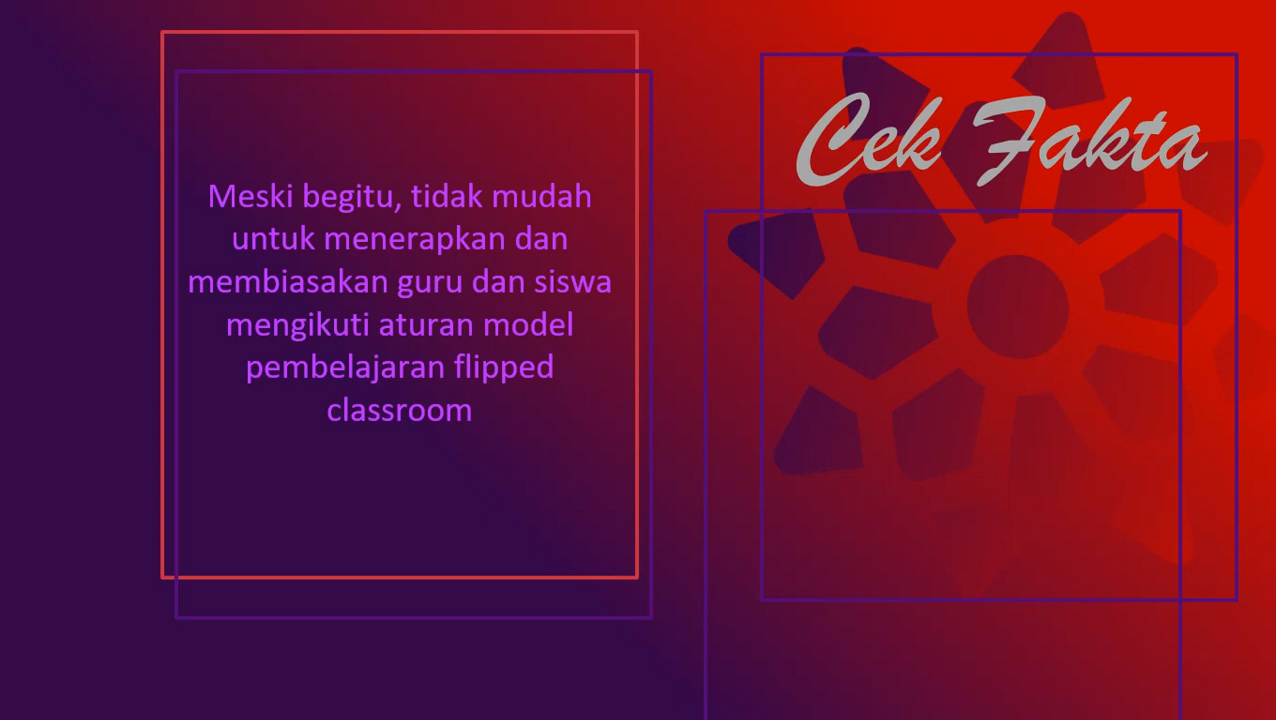 Meski begitu, tidak mudah
untuk menerapkan dan
membiasakan guru dan siswa
mengikuti aturan model
pembelajaran flipped
classroom
Cek Fakta